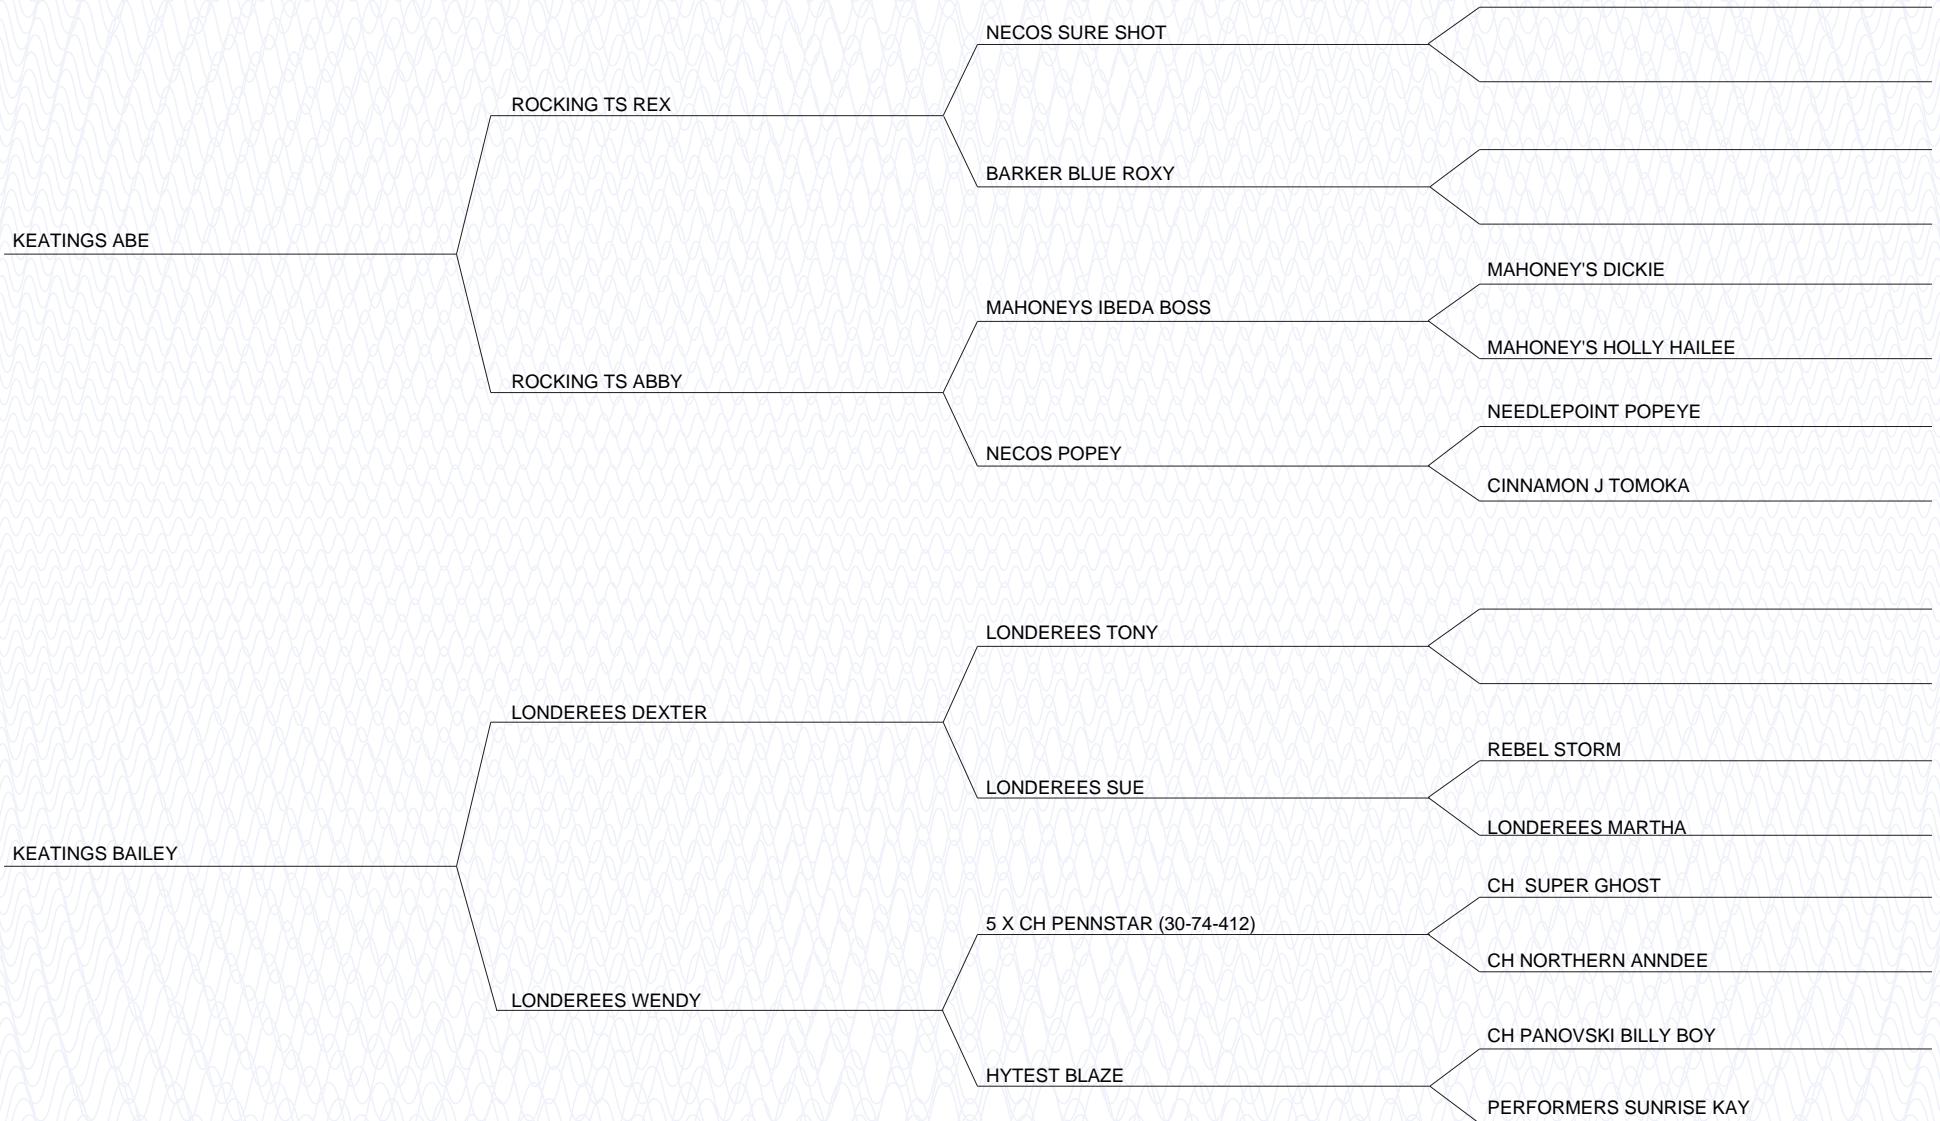 NECOS SURE SHOT
ROCKING TS REX
BARKER BLUE ROXY
KEATINGS ABE
MAHONEY'S DICKIE
MAHONEYS IBEDA BOSS
MAHONEY'S HOLLY HAILEE
ROCKING TS ABBY
NEEDLEPOINT POPEYE
NECOS POPEY
CINNAMON J TOMOKA
LONDEREES TONY
LONDEREES DEXTER
REBEL STORM
LONDEREES SUE
LONDEREES MARTHA
KEATINGS BAILEY
CH  SUPER GHOST
5 X CH PENNSTAR (30-74-412)
CH NORTHERN ANNDEE
LONDEREES WENDY
CH PANOVSKI BILLY BOY
HYTEST BLAZE
PERFORMERS SUNRISE KAY